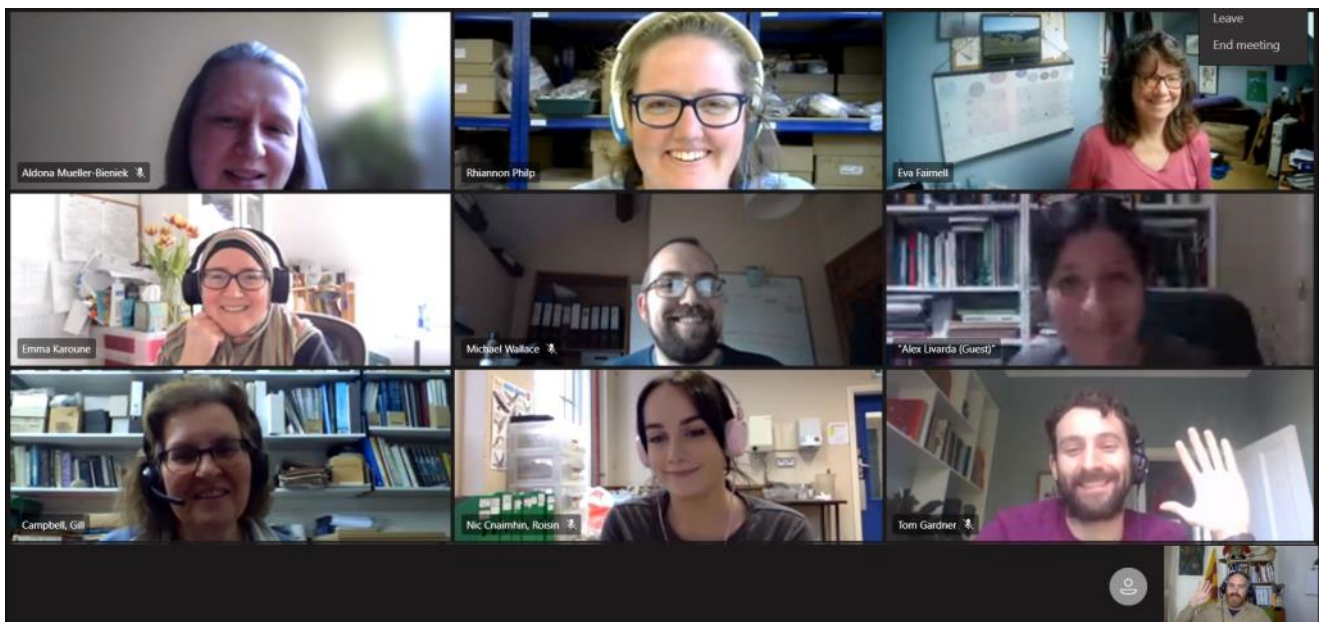 Leave
End meeting
Aldona Mueller-Bieniek
Rhiannon Philp
Eva Fairnell
Emma Karoune
Michael Wallace
"Alex Livarda (Guest)"
Campbell, Gill
Nic Cnaimhin, Roisin
Tom Gardner